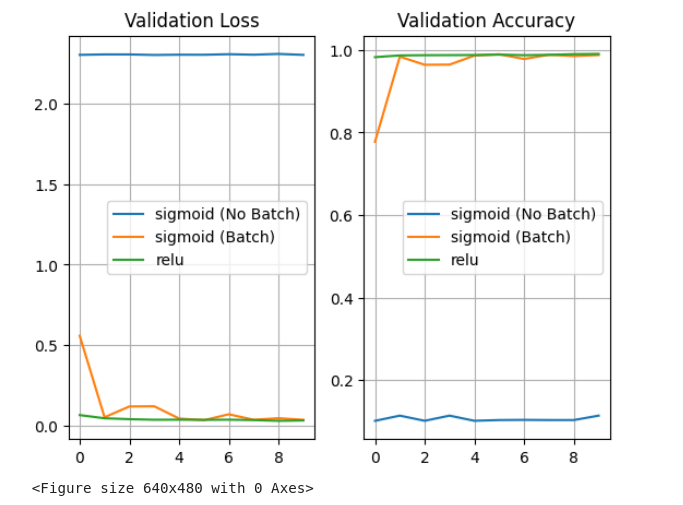 Validation Loss
2.0
1.5
1.0
0.5
0.0
0 2 4 6 8
sigmoid (No Batch)
sigmoid (Batch)
relu
Validation Accuracy
1.0
0.8
0.6
0.4
0.2
0 2 4 6 8
sigmoid (No Batch)
sigmoid (Batch)
relu
<Figure size 640x480 with 0 Axes>